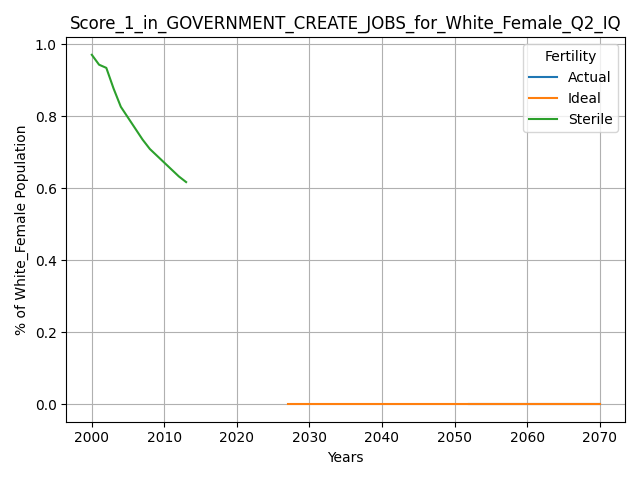 Score_1_in_GOVERNMENT_CREATE_JOBS_for_White_Female_Q2_IQ
% of White_Female Population
1.0
0.8
0.6
0.4
0.2
0.0
Fertility
Actual
Ideal
Sterile
2000 2010 2020 2030 2040 2050 2060 2070
Years